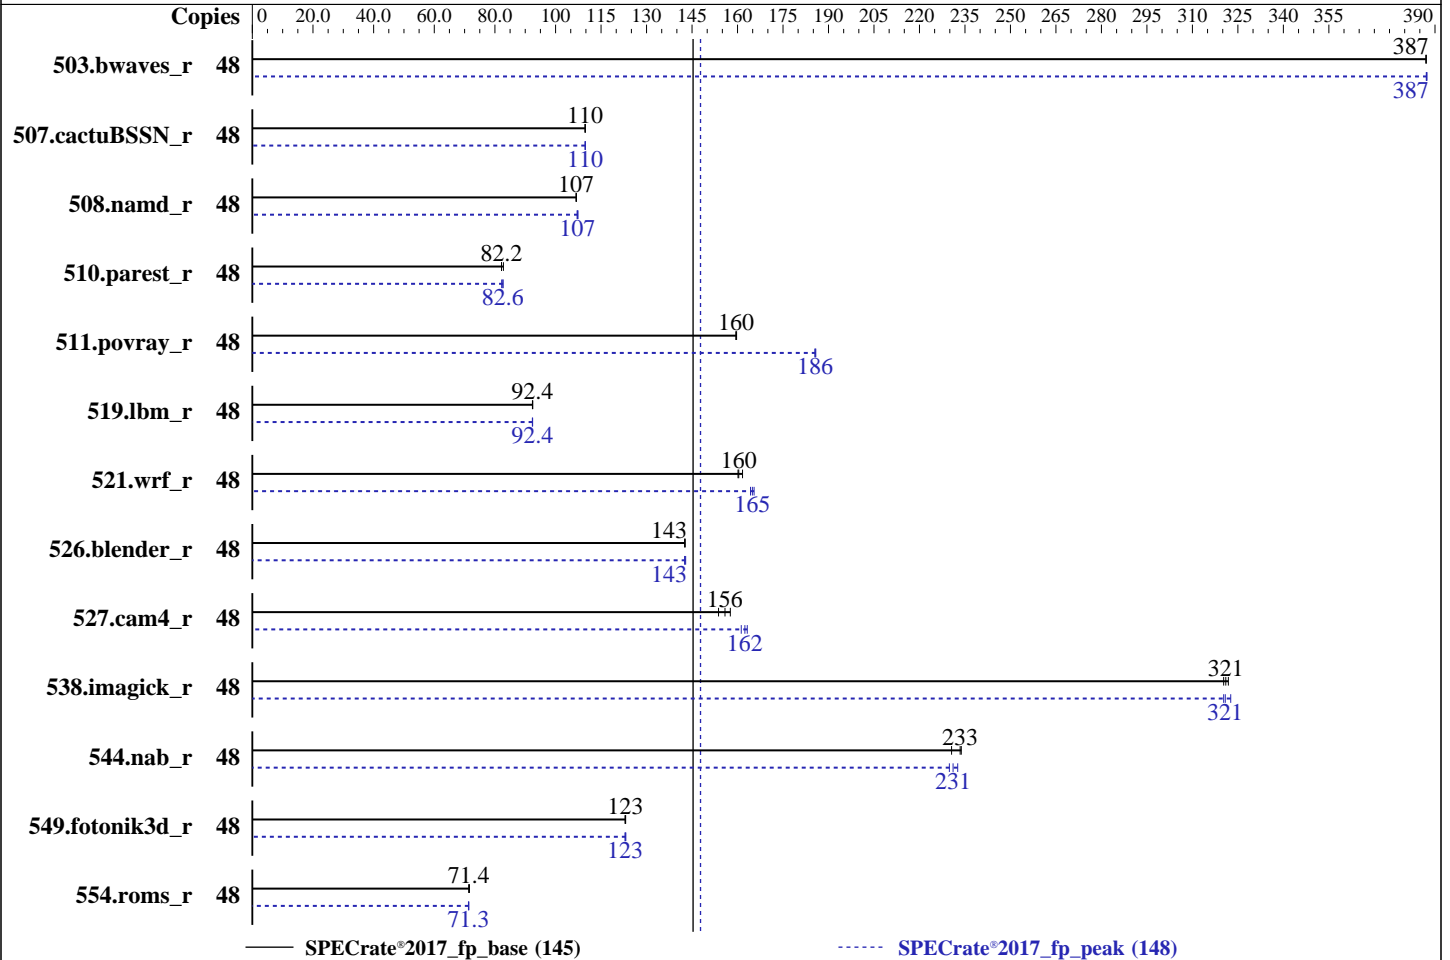 Copies 0 20.0 40.0 60.0 80.0 100 115 130 145 160 175 190 205 220 235 250 265 280 295 310 325 340 355 390
503.bwaves_r 48 387
387
507.cactuBSSN_r 48 110
110
508.namd_r 48 107
107
510.parest_r 48 82.2
82.6
511.povray_r 48 160
186
519.lbm_r 48 92.4
92.4
521.wrf_r 48 160
165
526.blender_r 48 143
143
527.cam4_r 48 156
162
538.imagick_r 48 321
321
544.nab_r 48 233
231
549.fotonik3d_r 48 123
123
554.roms_r 48 71.4
71.3
SPECrate®2017_fp_base (145) SPECrate®2017_fp_peak (148)